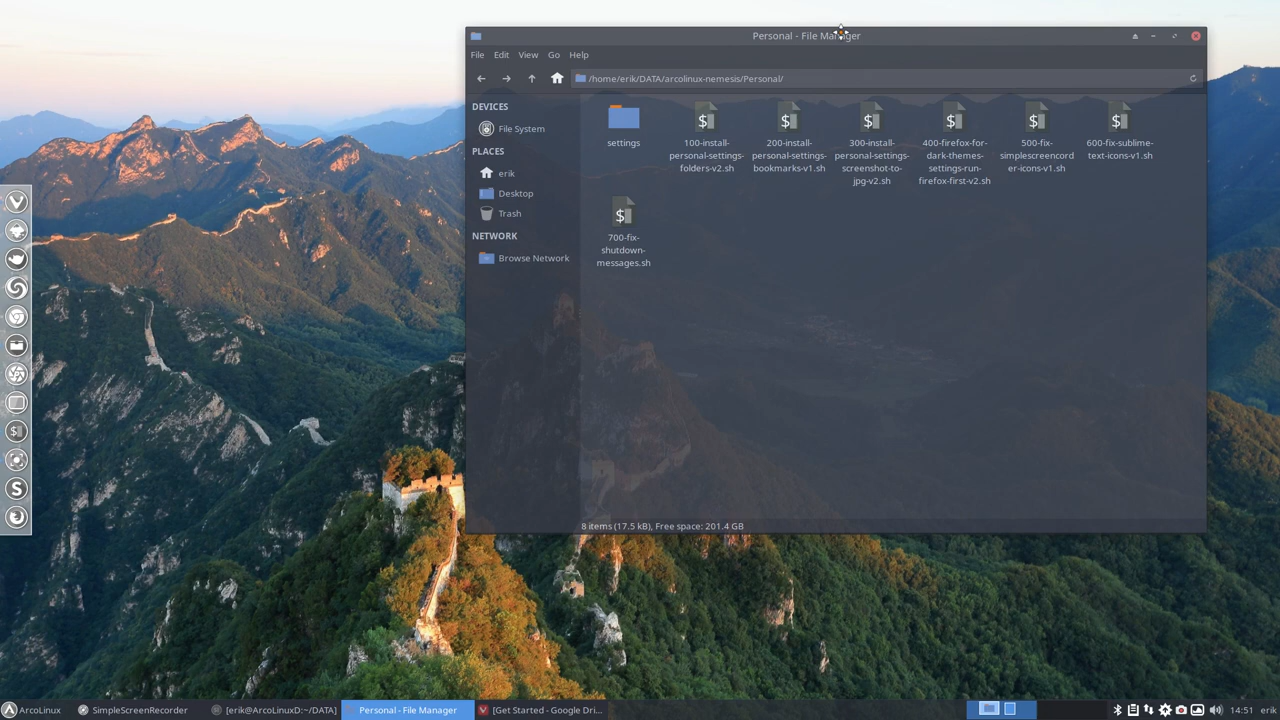 Personal - File Manager
File Edit View Go Help
/home/erik/DATA/arcolinux-nemesis/Personal/
DEVICES
File System
PLACES
erik
Desktop
Trash
NETWORK
Browse Network
settings
100-install-
personal-settings-
folders-v2.sh
200-install-
personal-settings-
bookmarks-v1.sh
300-install-
personal-settings-
screenshot-to-
jpg-v2.sh
400-firefox-for-
dark-themes-
settings-run-
firefox-first-v2.sh
500-fix-
simplescreenrecord
er-icons-v1.sh
600-fix-sublime-
text-icons-v1.sh
700-fix-
shutdown-
messages.sh
8 items (17.5 kB), Free space: 201.4 GB
ArcoLinux SimpleScreenRecorder [erik@ArcoLinuxD:~/DATA] Personal - File Manager [Get Started - Google Dri... 14:51 erik